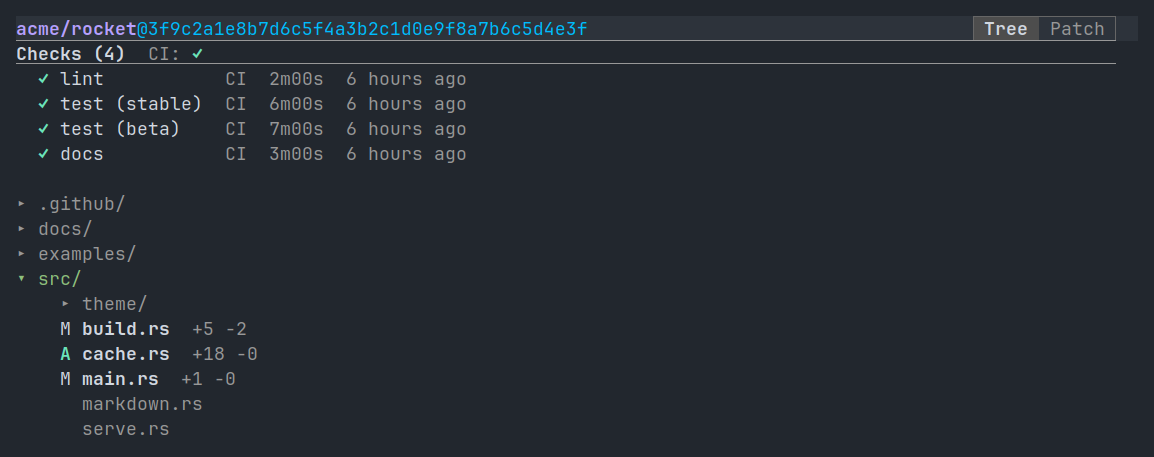 acme/rocket@3f9c2a1e8b7d6c5f4a3b2c1d0e9f8a7b6c5d4e3f Tree Patch
Checks (4) CI: ✓
✓ lint CI 2m00s 6 hours ago
✓ test (stable) CI 6m00s 6 hours ago
✓ test (beta) CI 7m00s 6 hours ago
✓ docs CI 3m00s 6 hours ago
▸ .github/
▸ docs/
▸ examples/
▾ src/
▸ theme/
M build.rs +5 -2
A cache.rs +18 -0
M main.rs +1 -0
markdown.rs
serve.rs